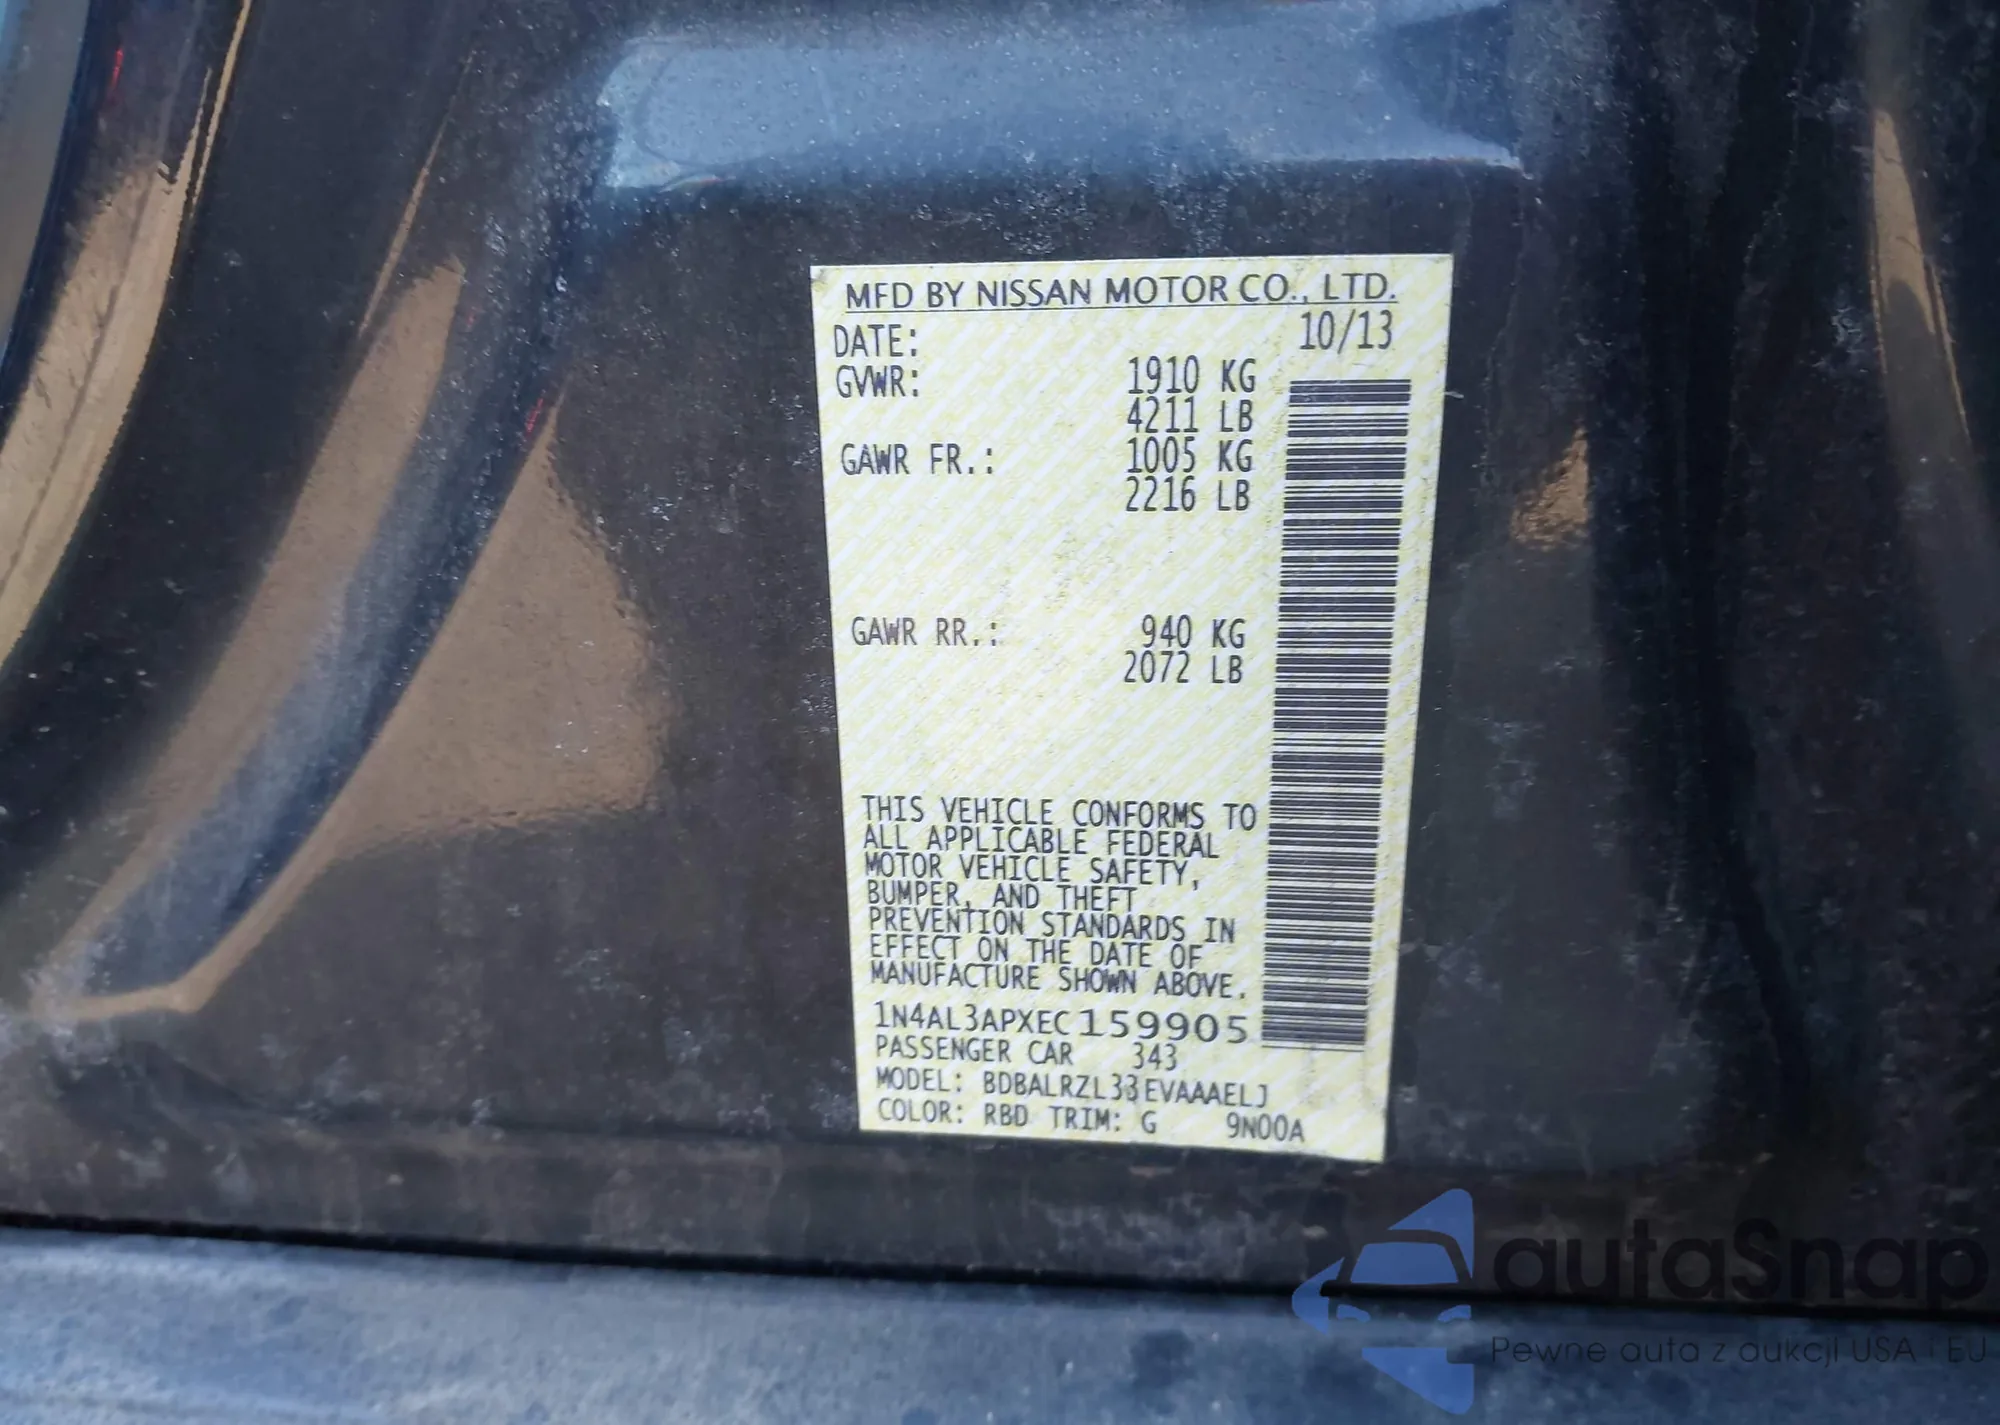 MFD BY NISSAN MOTOR CO., LTD.
DATE: 10/13
GVWR: 1910 KG
4211 LB
GAWR FR.: 1005 KG
2216 LB
GAWR RR.: 940 KG
2072 LB
THIS VEHICLE CONFORMS TO
ALL APPLICABLE FEDERAL
MOTOR VEHICLE SAFETY,
BUMPER, AND THEFT
PREVENTION STANDARDS IN
EFFECT ON THE DATE OF
MANUFACTURE SHOWN ABOVE.
1N4AL3APXEC159905
PASSENGER CAR 343
MODEL: BDBALRZL33EVAAAELJ
COLOR: RBD TRIM: G 9N00A
autaSnap
Pewne auta z aukcji USA i EU